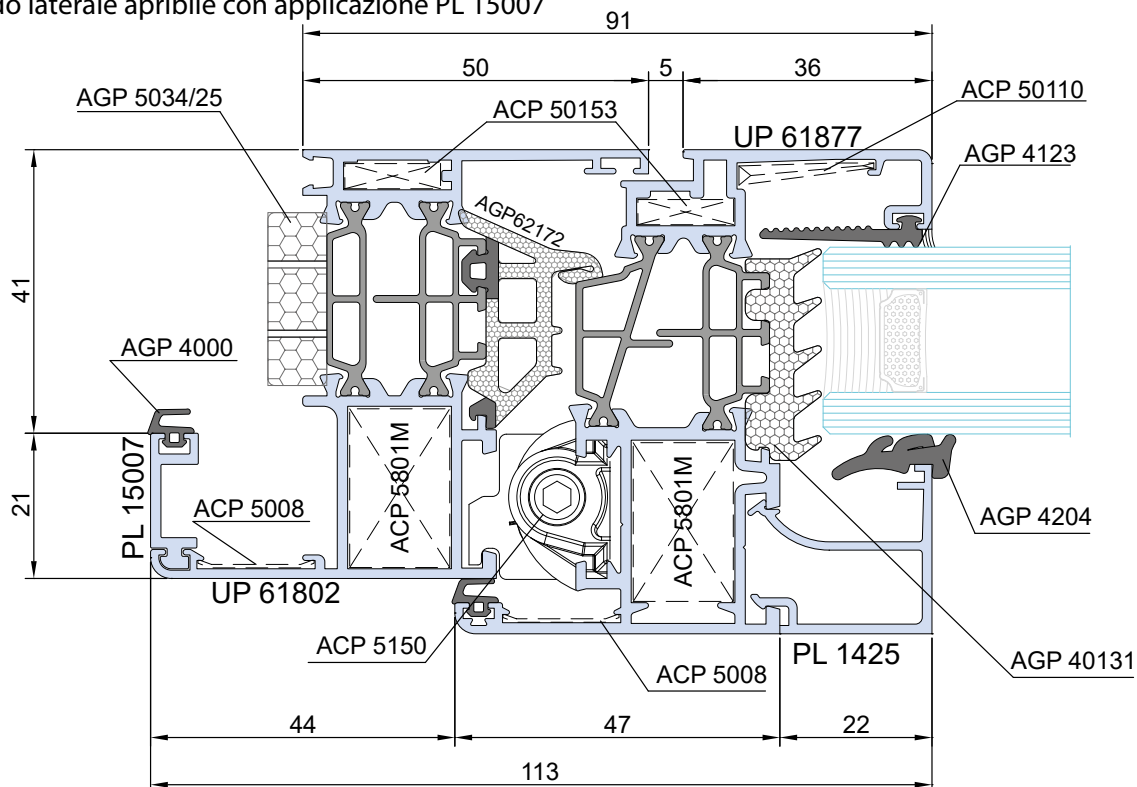 do laterale apribile con applicazione PL 15007
91
50
5
36
AGP 5034/25
ACP 50153
ACP 50110
UP 61877
AGP 4123
AGP62172
41
AGP 4000
21
PL 15007
ACP 5008
ACP 5801M
ACP 5801M
AGP 4204
UP 61802
ACP 5150
ACP 5008
PL 1425
AGP 40131
44
47
22
113